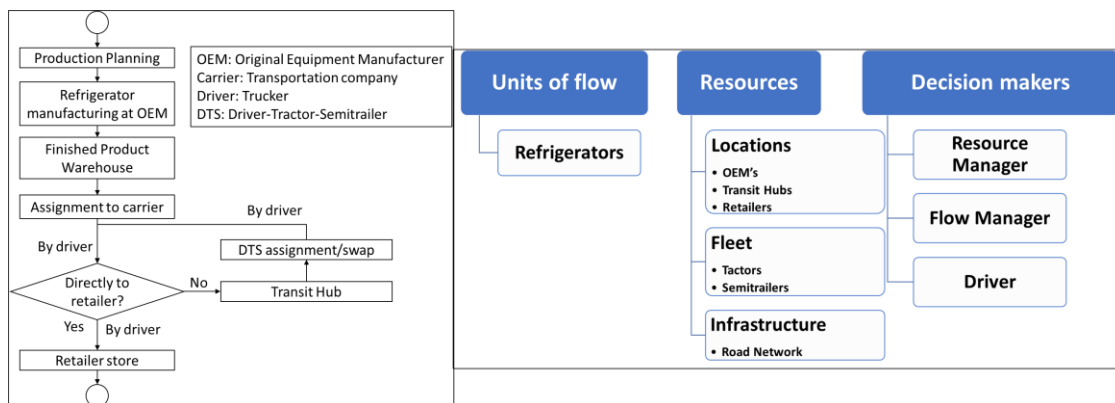 Production Planning
Refrigerator
manufacturing at OEM
Finished Product
Warehouse
Assignment to carrier
By driver
By driver
DTS assignment/swap
Directly to
retailer?
No
Transit Hub
Yes
By driver
Retailer store
OEM: Original Equipment Manufacturer
Carrier: Transportation company
Driver: Trucker
DTS: Driver-Tractor-Semitrailer
Units of flow
Refrigerators
Resources
Locations
• OEM's
• Transit Hubs
• Retailers
Fleet
• Tactors
• Semitrailers
Infrastructure
• Road Network
Decision makers
Resource
Manager
Flow Manager
Driver